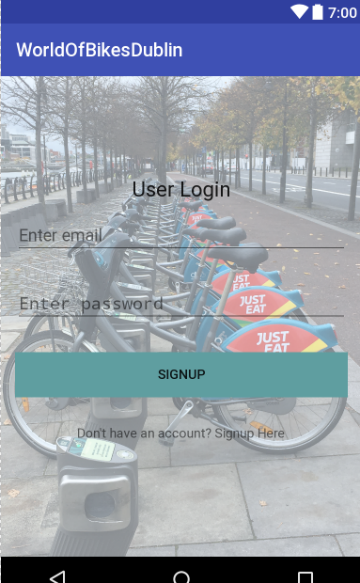 7:00
WorldOfBikesDublin
User Login
Enter email
Enter password
SIGNUP
Don't have an account? Signup Here
JUST
EAT
JUST
EAT
JUST
EAT